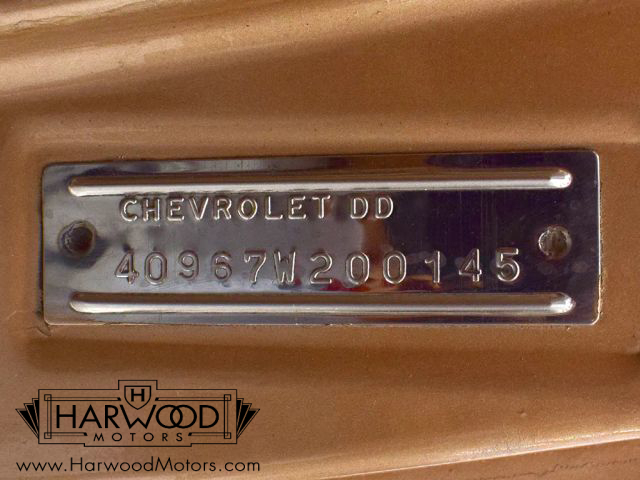 CHEVROLET DD
40967W200145
H
HARWOOD
MOTORS
www.HarwoodMotors.com